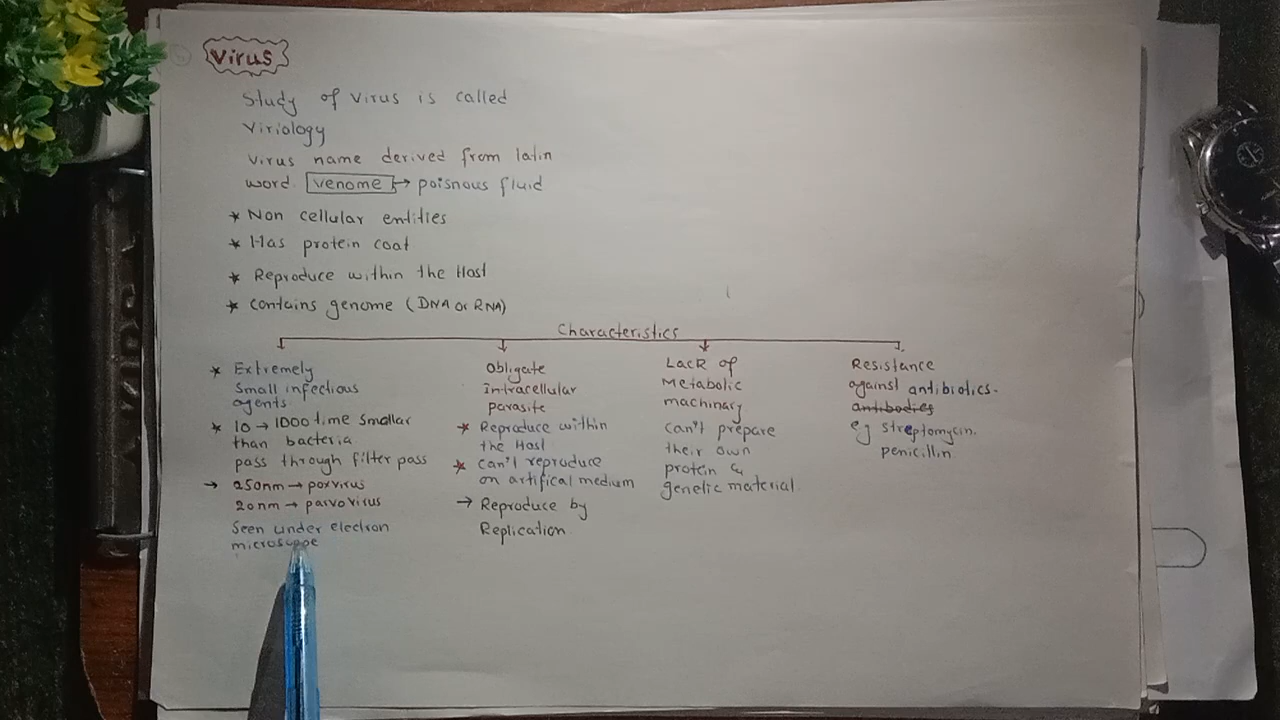 Virus
Study of Virus is called
Viriology
Virus name derived from latin
word. venome → poisnous fluid
* Non cellular entities
* Has protein coat
* Reproduce within the Host
* contains genome (DNA or RNA)
Characteristics
* Extremely
Small infectious
agents
* 10 → 1000 time smallar
than bacteria
pass through filter pass
→ 250nm → poxvirus
20nm → parvovirus
Seen under electron
microscope
Obligate
Intracellular
parasite
* Reproduce within
the Host
* can't reproduce
on artifical medium
→ Reproduce by
Replication.
Lack of
Metabolic
machinary
can't prepare
their own
protein &
genetic material.
Resistance
against antibiotics.
antibodies
eg streptomycin.
penicillin.